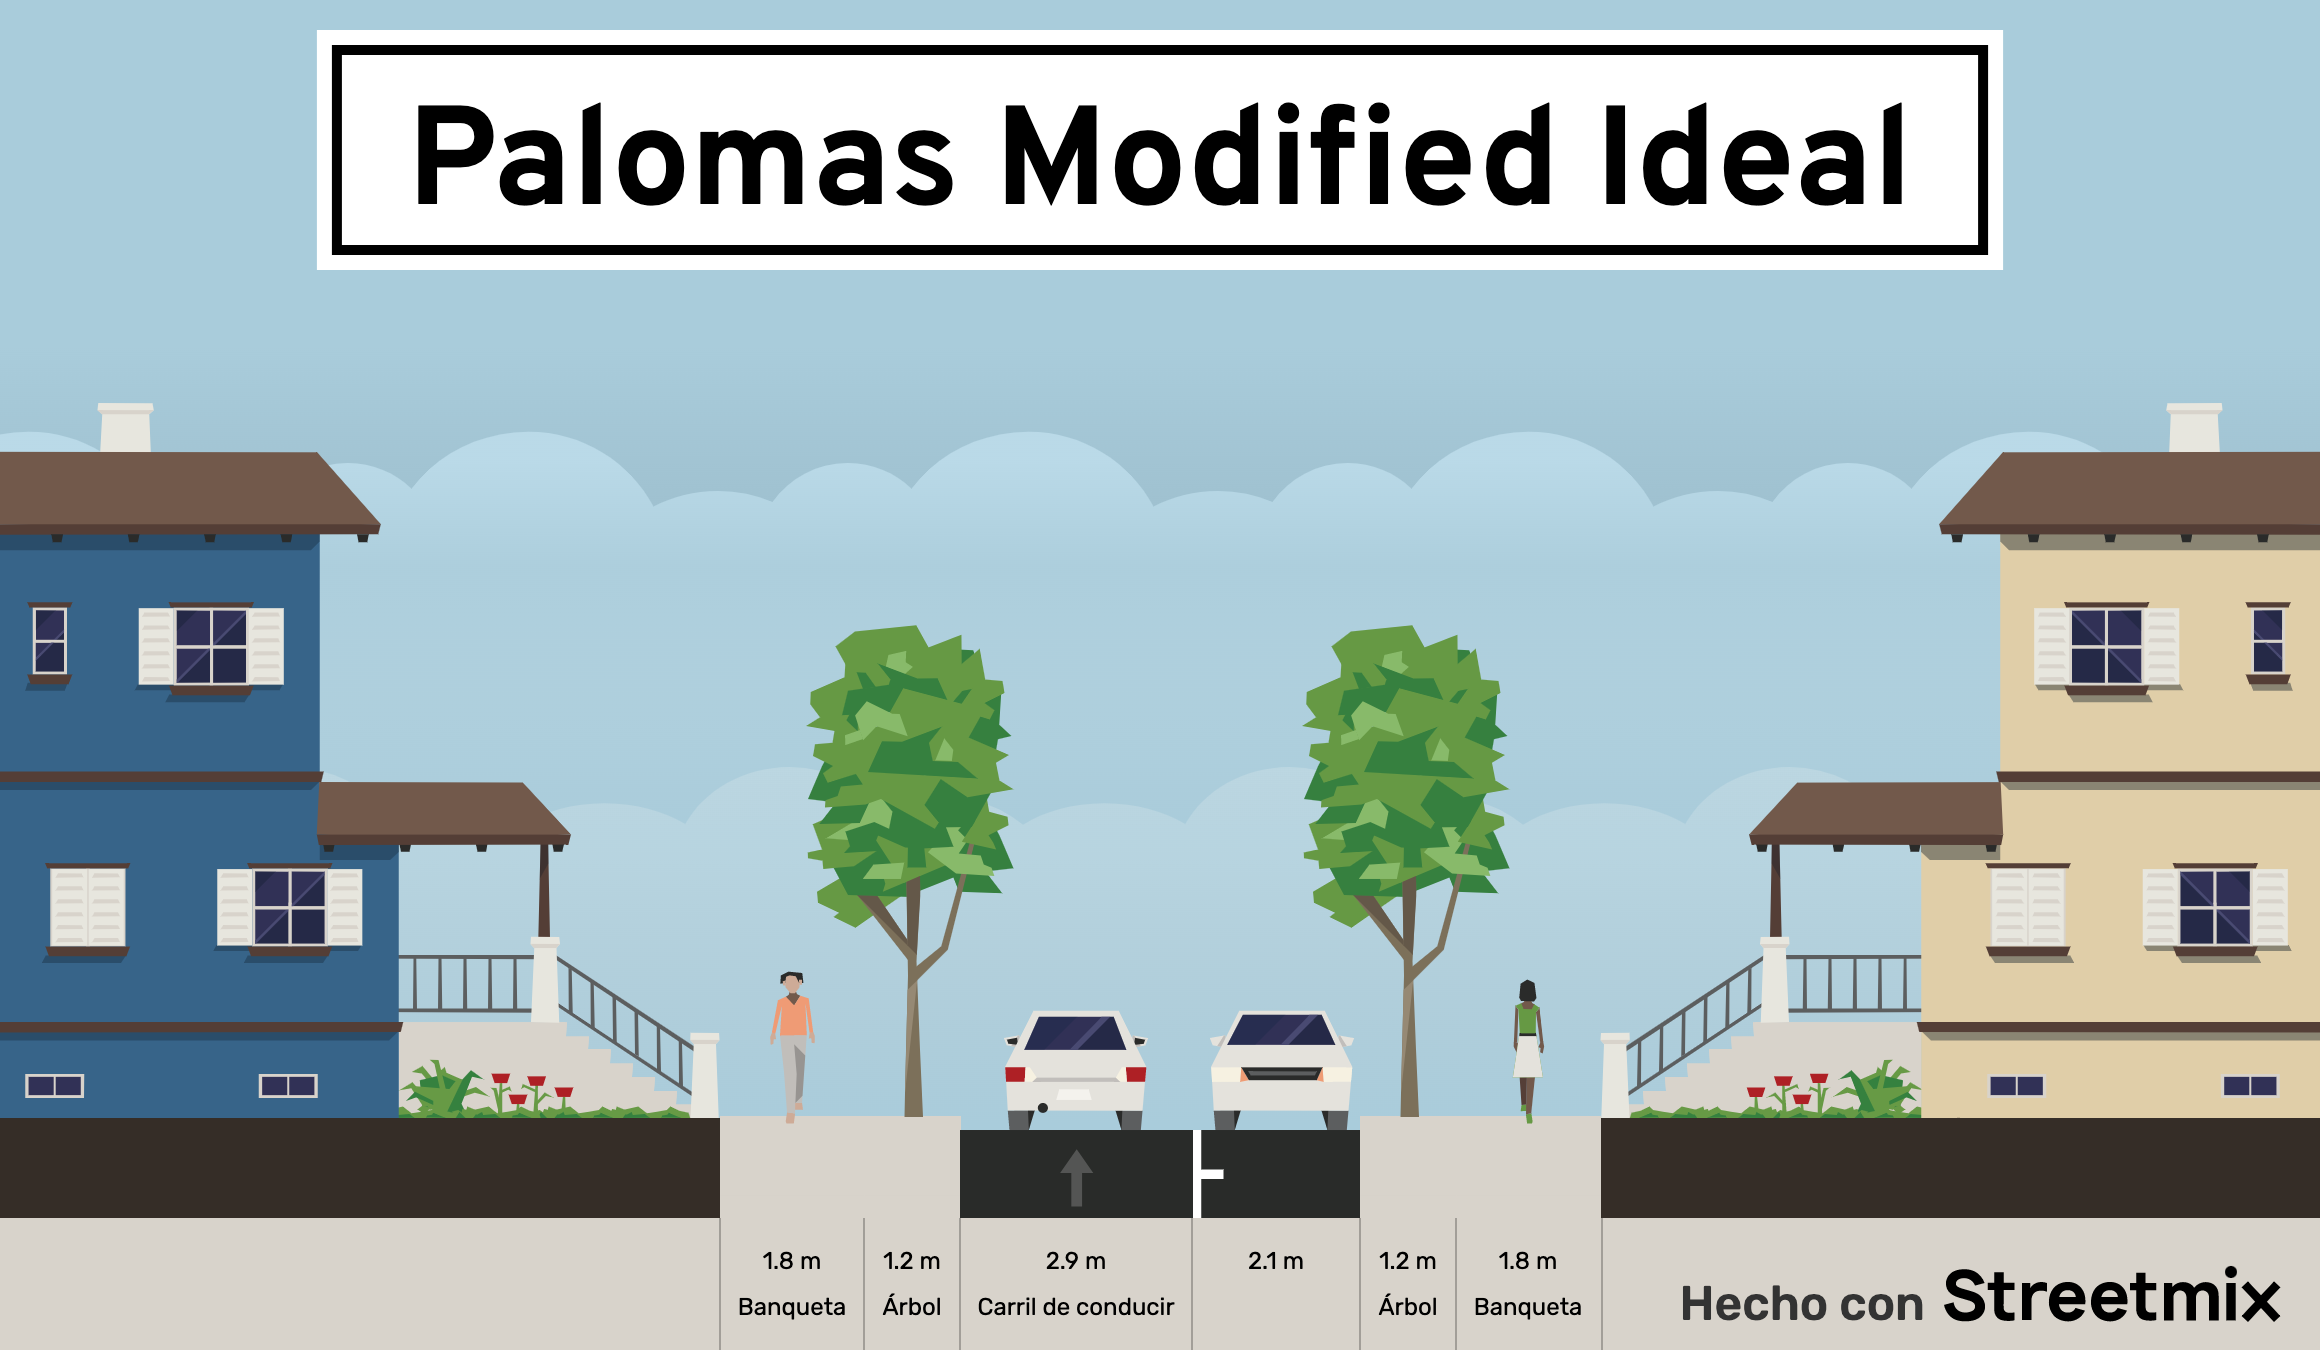 Palomas Modified Ideal
1.8 m
Banqueta
1.2 m
Árbol
2.9 m
Carril de conducir
2.1 m
1.2 m
Árbol
1.8 m
Banqueta
Hecho con Streetmix